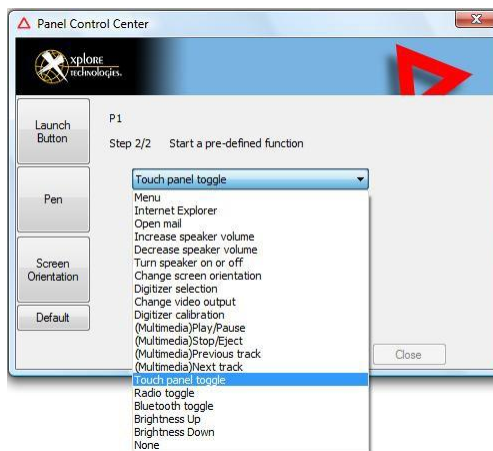 Panel Control Center
xplore
technologies.
Launch
Button
Pen
Screen
Orientation
Default
P1
Step 2/2 Start a pre-defined function
Touch panel toggle
Menu
Internet Explorer
Open mail
Increase speaker volume
Decrease speaker volume
Turn speaker on or off
Change screen orientation
Digitizer selection
Change video output
Digitizer calibration
(Multimedia)Play/Pause
(Multimedia)Stop/Eject
(Multimedia)Previous track
(Multimedia)Next track
Touch panel toggle
Radio toggle
Bluetooth toggle
Brightness Up
Brightness Down
None
Close